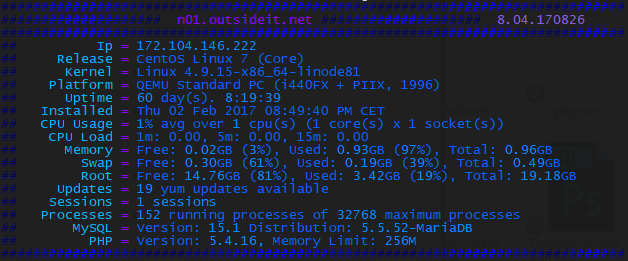 ################### n01.outsideit.net ################### 8.04.170826
## Ip = 172.104.146.222
## Release = CentOS Linux 7 (Core)
## Kernel = Linux 4.9.15-x86_64-linode81
## Platform = QEMU Standard PC (i440FX + PIIX, 1996)
## Uptime = 60 day(s). 8:19:39
## Installed = Thu 02 Feb 2017 08:49:40 PM CET
## CPU Usage = 1% avg over 1 cpu(s) (1 core(s) x 1 socket(s))
## CPU Load = 1m: 0.00, 5m: 0.00, 15m: 0.00
## Memory = Free: 0.02GB (3%), Used: 0.93GB (97%), Total: 0.96GB
## Swap = Free: 0.30GB (61%), Used: 0.19GB (39%), Total: 0.49GB
## Root = Free: 14.76GB (81%), Used: 3.42GB (19%), Total: 19.18GB
## Updates = 19 yum updates available
## Sessions = 1 sessions
## Processes = 152 running processes of 32768 maximum processes
## MySQL = Version: 15.1 Distribution: 5.5.52-MariaDB
## PHP = Version: 5.4.16, Memory Limit: 256M
Ps